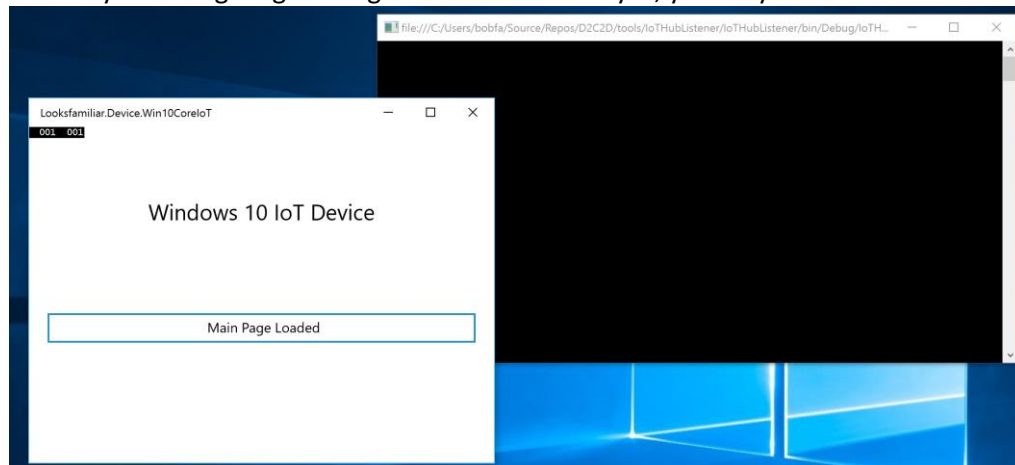 file:///C:/Users/bobfa/Source/Repos/D2C2D/tools/IoTHubListener/IoTHubListener/bin/Debug/IoTH...
Looksfamiliar.Device.Win10CoreIoT
001 001
Windows 10 IoT Device
Main Page Loaded